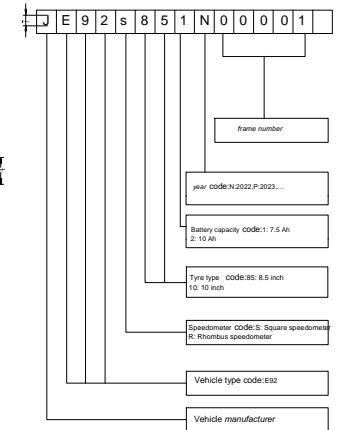 J E 9 2 s 8 5 1 N 0 0 0 0 1
frame number
year code:N:2022,P:2023,...
Battery capacity code:1: 7.5 Ah
2: 10 Ah
Tyre type code:85: 8.5 inch
10: 10 inch
Speedometer code:S: Square speedometer
R: Rhombus speedometer
Vehicle type code:E92
Vehicle manufacturer